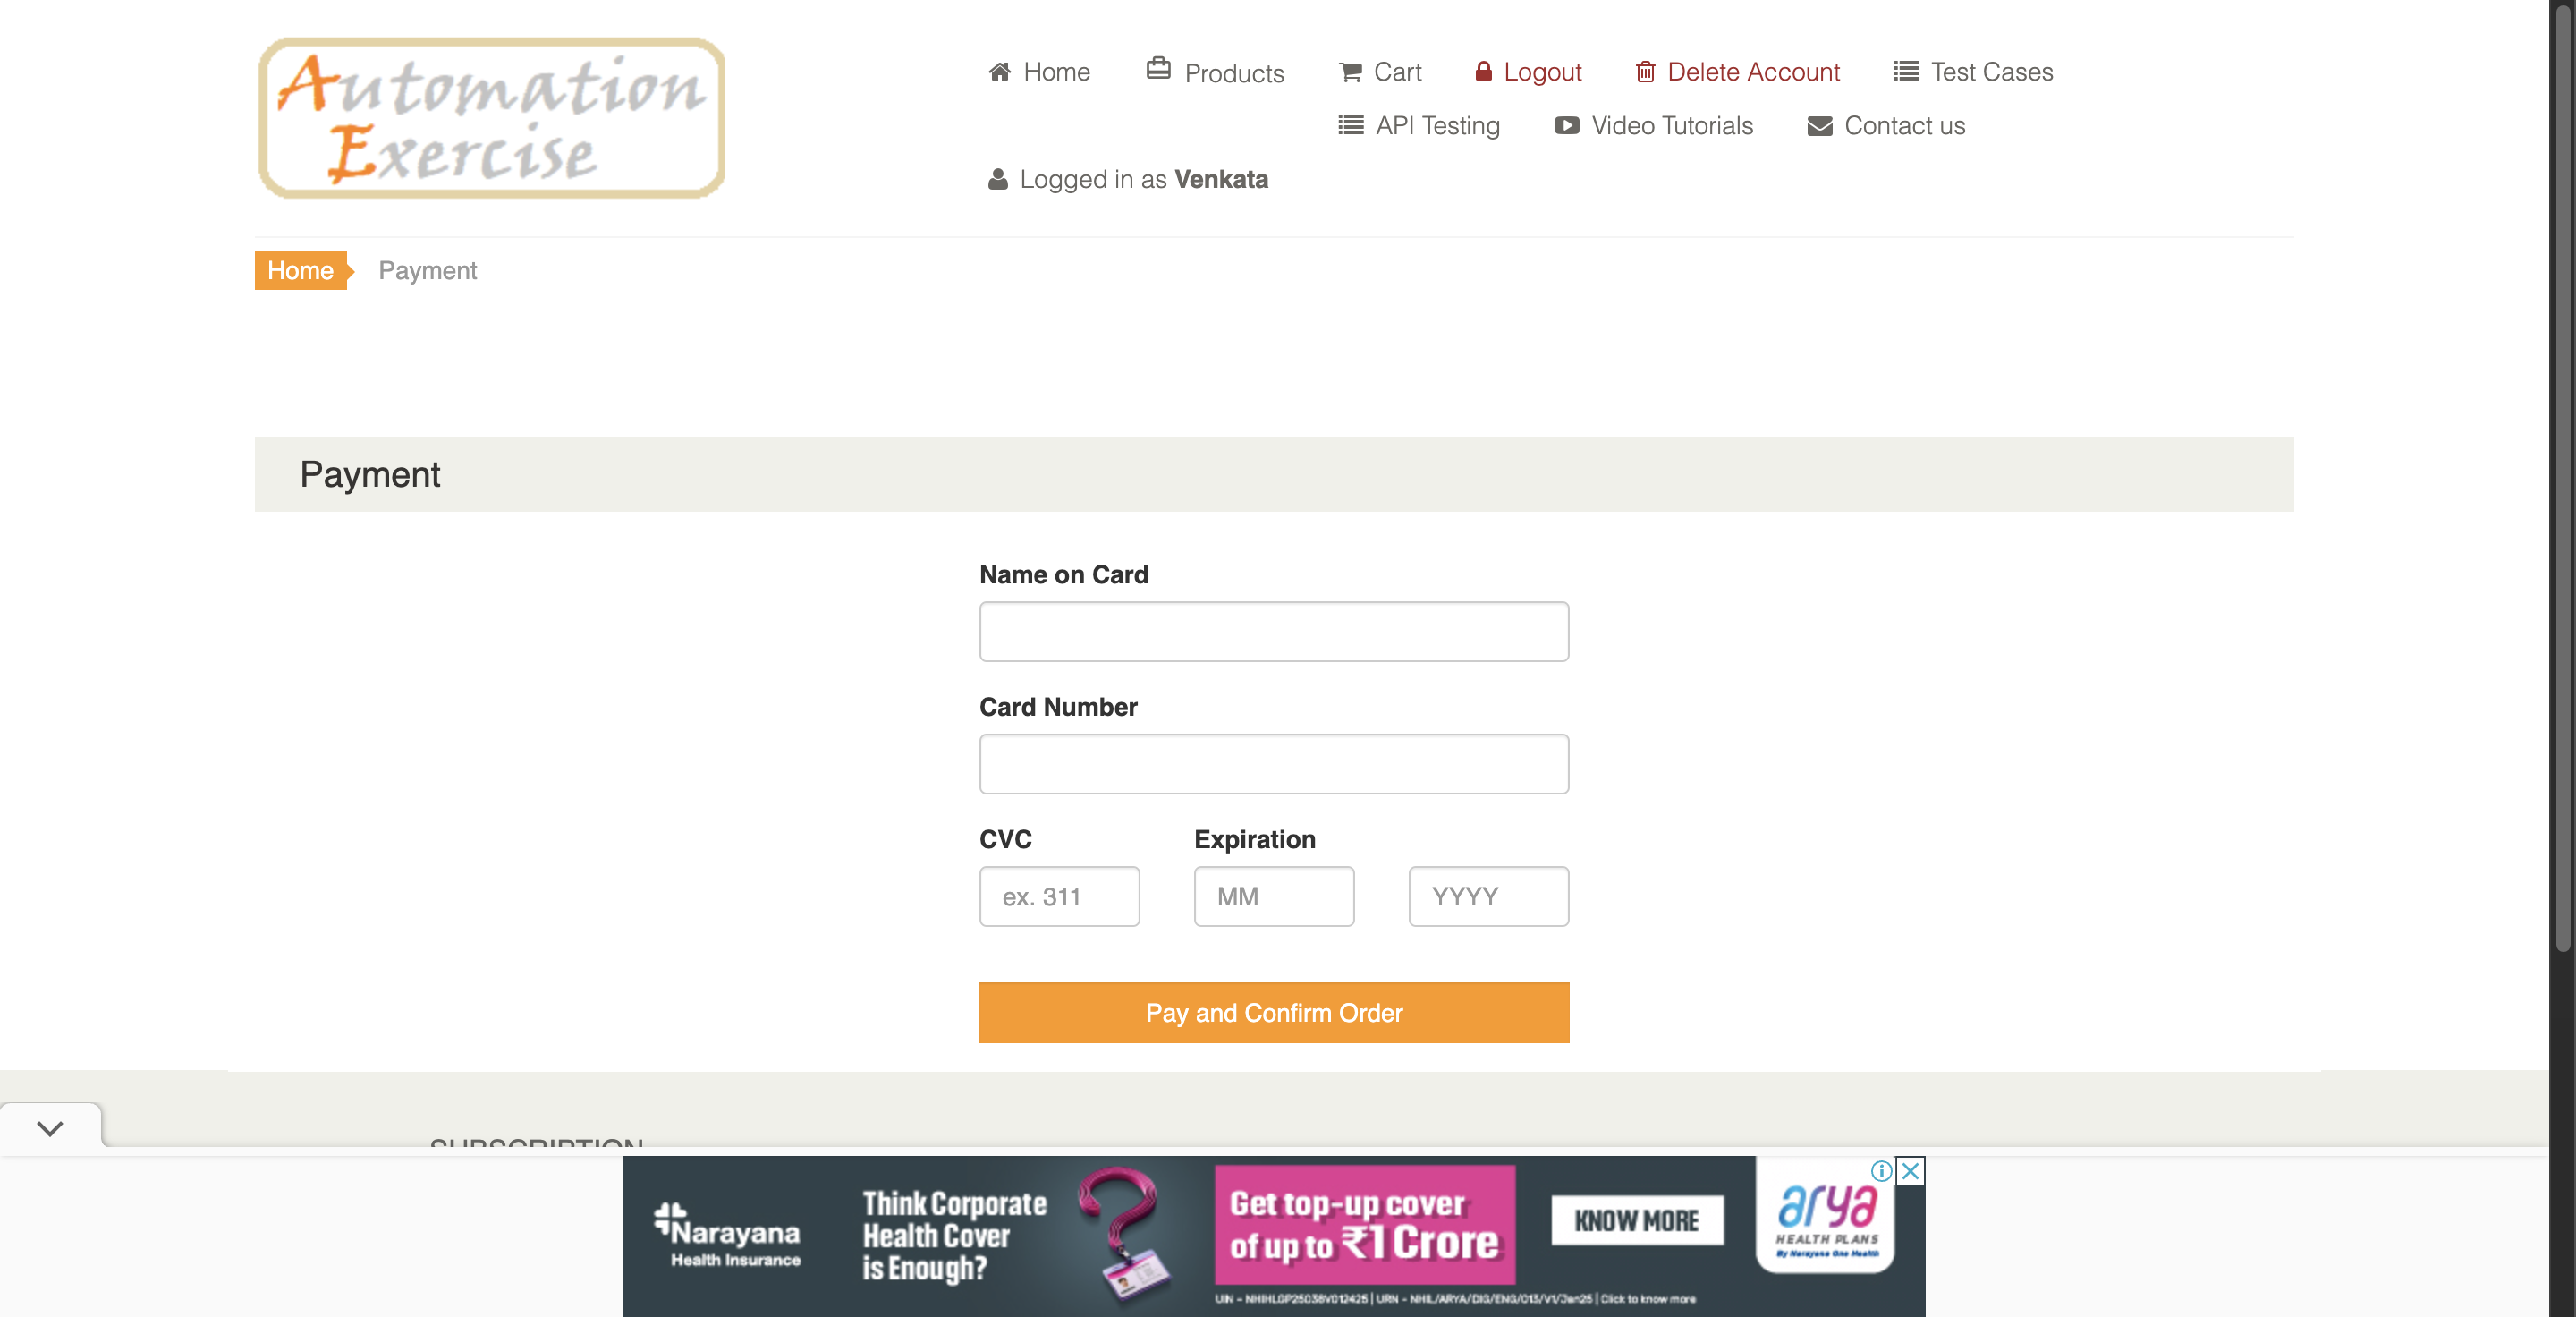 Automation
Exercise
Home
Products
Cart
Logout
Delete Account
Test Cases
API Testing
Video Tutorials
Contact us
Logged in as Venkata
Home
Payment
Payment
Name on Card
Card Number
CVC
Expiration
ex. 311
MM
YYYY
Pay and Confirm Order
SUBSCRIPTION
Narayana
Health Insurance
Think Corporate
Health Cover
is Enough?
Get top-up cover
of up to ₹1 Crore
KNOW MORE
arya
HEALTH PLANS
By Narayana One Health
UIN - NHIHLGP25038V012425 | URN - NHIL/ARYA/DIG/ENG/013/V1/Jan25 | Click to know more